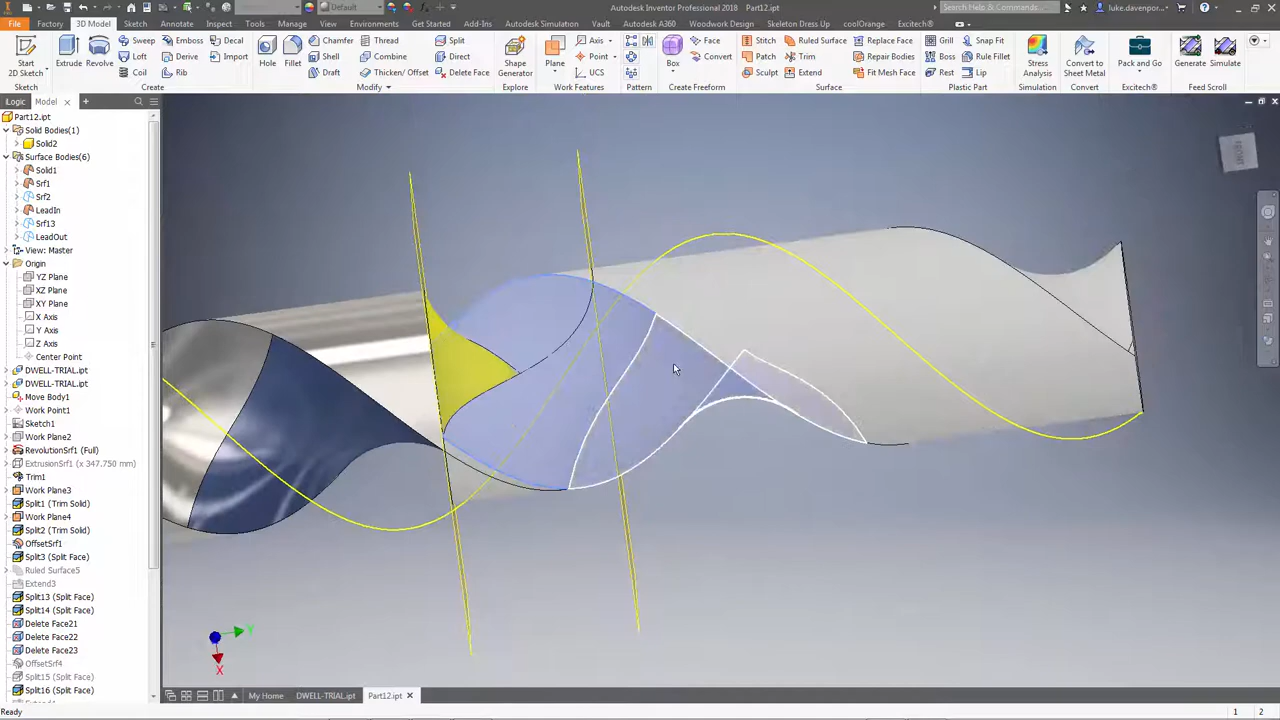 Autodesk Inventor Professional 2018   Part12.ipt
Default
Search Help & Commands...
luke.davenpor...
File 3D Model Sketch Annotate Inspect Tools Manage View Environments Get Started Add-Ins Autodesk Simulation Vault Autodesk A360 Woodwork Design Skeleton Dress Up coolOrange Excitech®
Sweep Emboss Decal Chamfer Thread Split Axis Face Stitch Ruled Surface Replace Face Grill Snap Fit
Start 2D Sketch Extrude Revolve Loft Derive Import Hole Fillet Shell Combine Direct Shape Generator Plane Point Box Convert Patch Trim Repair Bodies Boss Rule Fillet Stress Analysis Convert to Sheet Metal Pack and Go Generate Simulate
Coil Rib Draft Thicken/ Offset Delete Face UCS Sculpt Extend Fit Mesh Face Rest Lip
Sketch Create Modify Explore Work Features Pattern Create Freeform Surface Plastic Part Simulation Convert Excitech® Feed Scroll
Logic Model
Part12.ipt
Solid Bodies(1)
Solid2
Surface Bodies(6)
Solid1
Srf1
Srf2
LeadIn
Srf13
LeadOut
View: Master
Origin
YZ Plane
XZ Plane
XY Plane
X Axis
Y Axis
Z Axis
Center Point
DWELL-TRIAL.ipt
DWELL-TRIAL.ipt
Move Body1
Work Point1
Sketch1
Work Plane2
RevolutionSrf1 (Full)
ExtrusionSrf1 (x 347.750 mm)
Trim1
Work Plane3
Split1 (Trim Solid)
Work Plane4
Split2 (Trim Solid)
OffsetSrf1
Split3 (Split Face)
Ruled Surface5
Extend3
Split13 (Split Face)
Split14 (Split Face)
Delete Face21
Delete Face22
Delete Face23
OffsetSrf4
Split15 (Split Face)
Split16 (Split Face)
FRONT
Y
X
My Home DWELL-TRIAL.ipt Part12.ipt
Ready
1 2